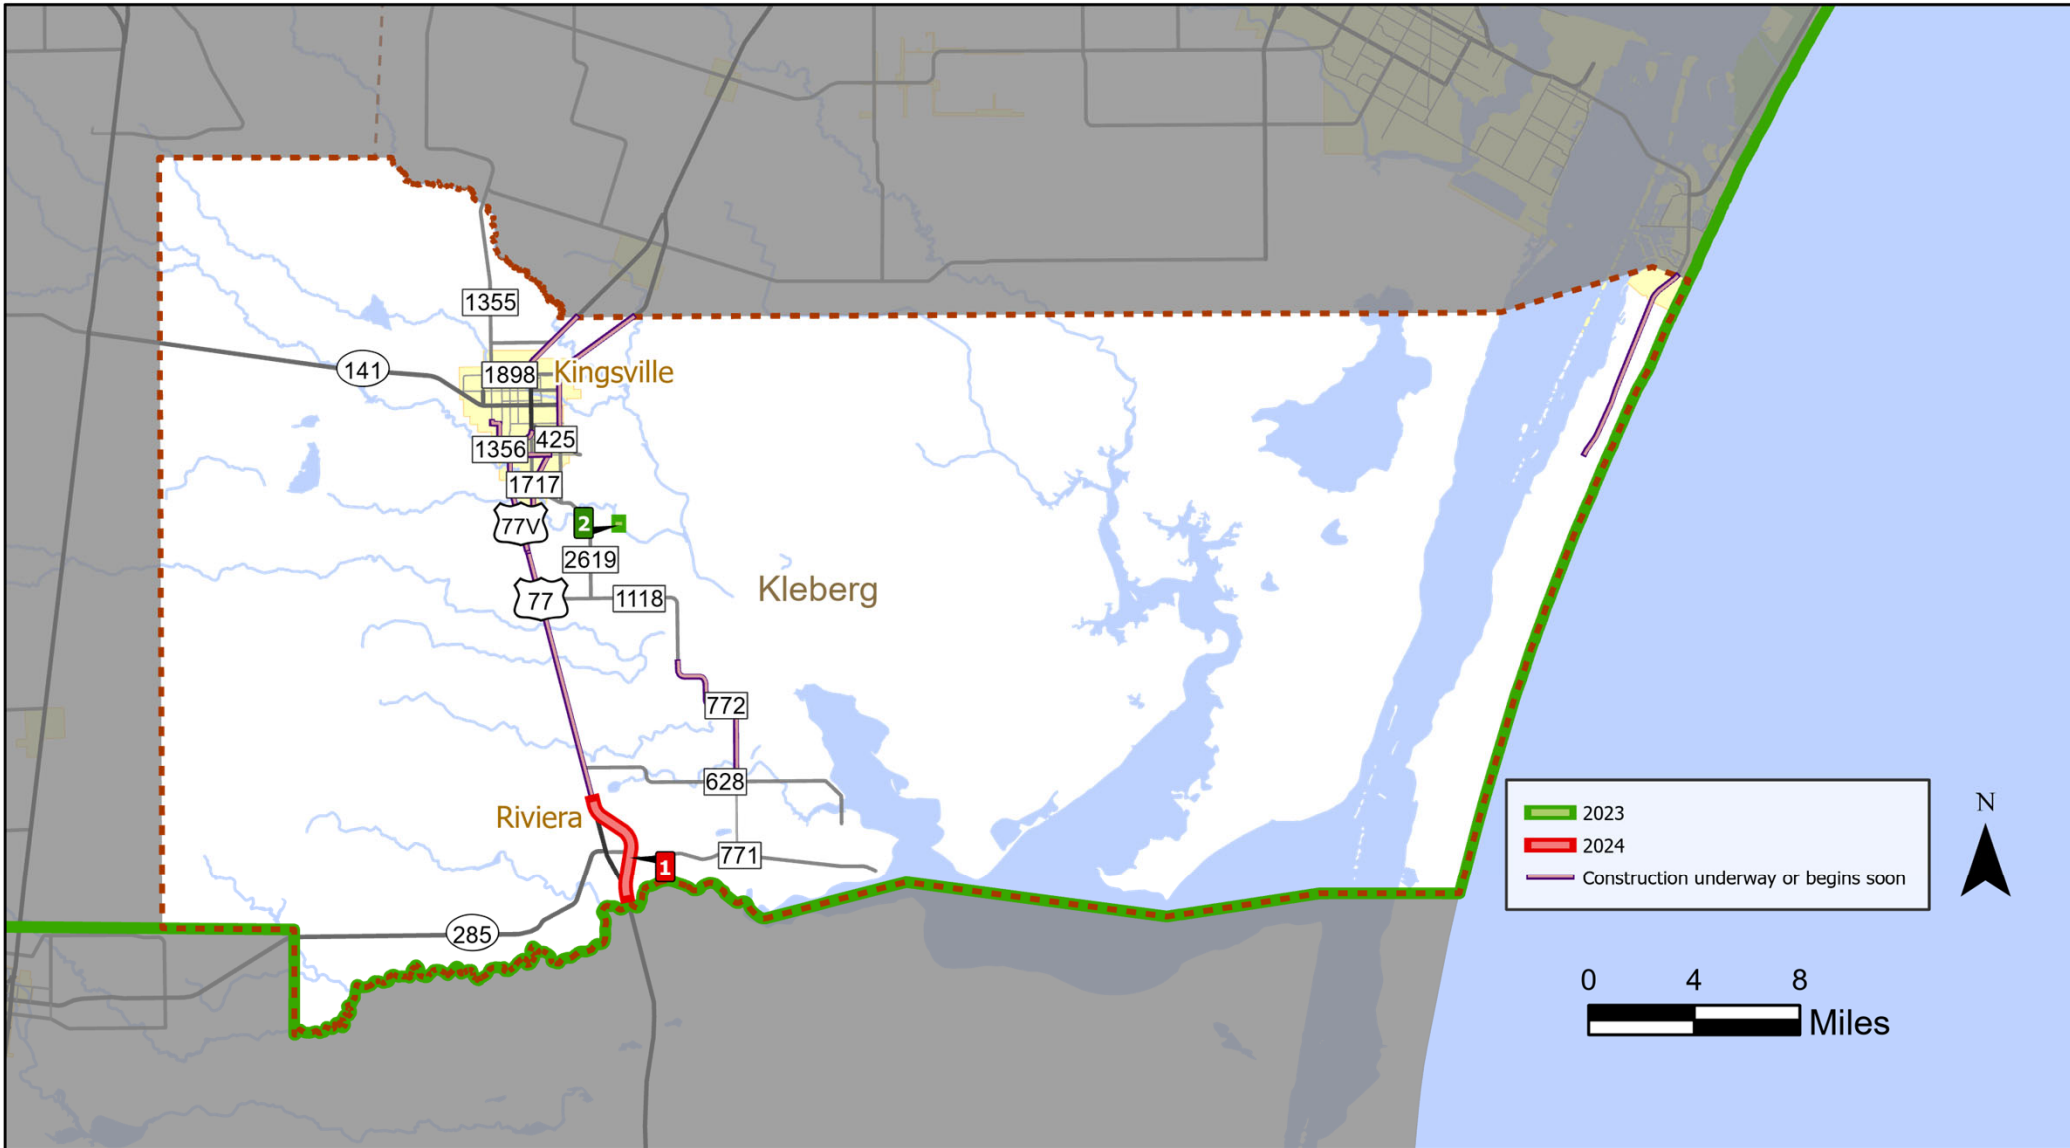 1355
141
1898
Kingsville
425
1356
1717
77V
2
2619
77
1118
Kleberg
772
628
Riviera
771
1
285
2023
2024
Construction underway or begins soon
N
0 4 8
Miles